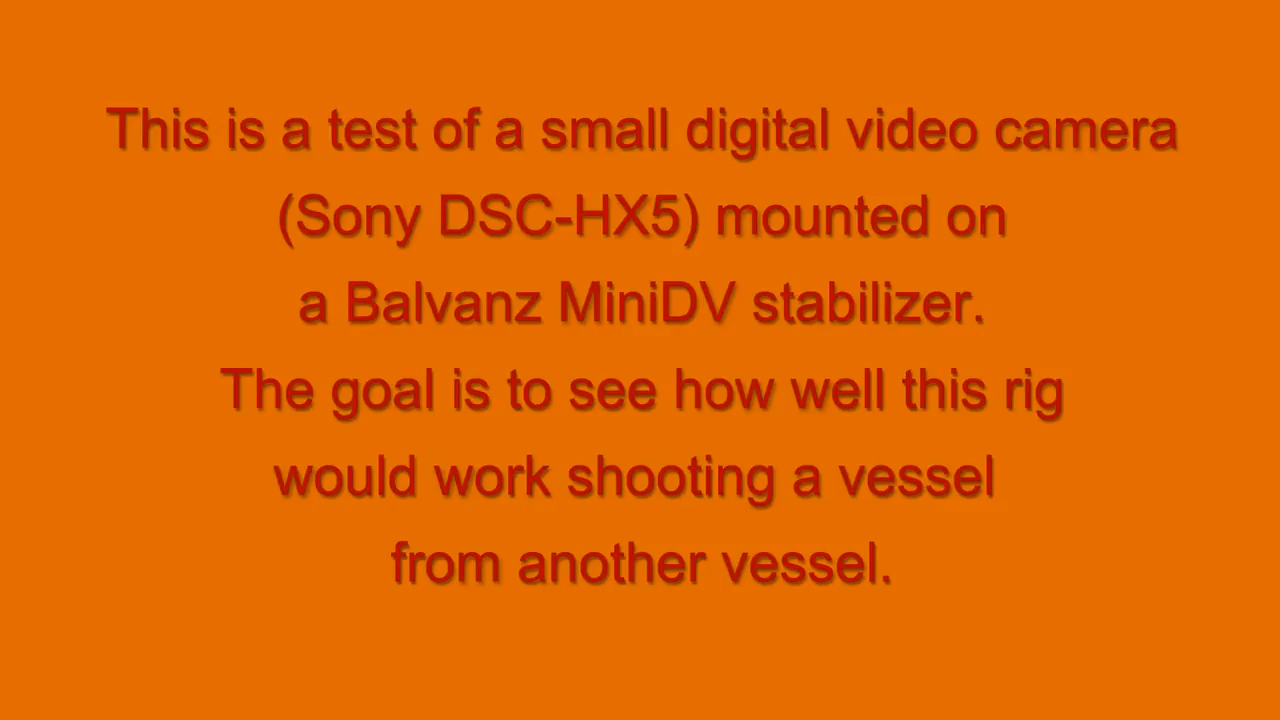 This is a test of a small digital video camera
(Sony DSC-HX5) mounted on
a Balvanz MiniDV stabilizer.
The goal is to see how well this rig
would work shooting a vessel
from another vessel.